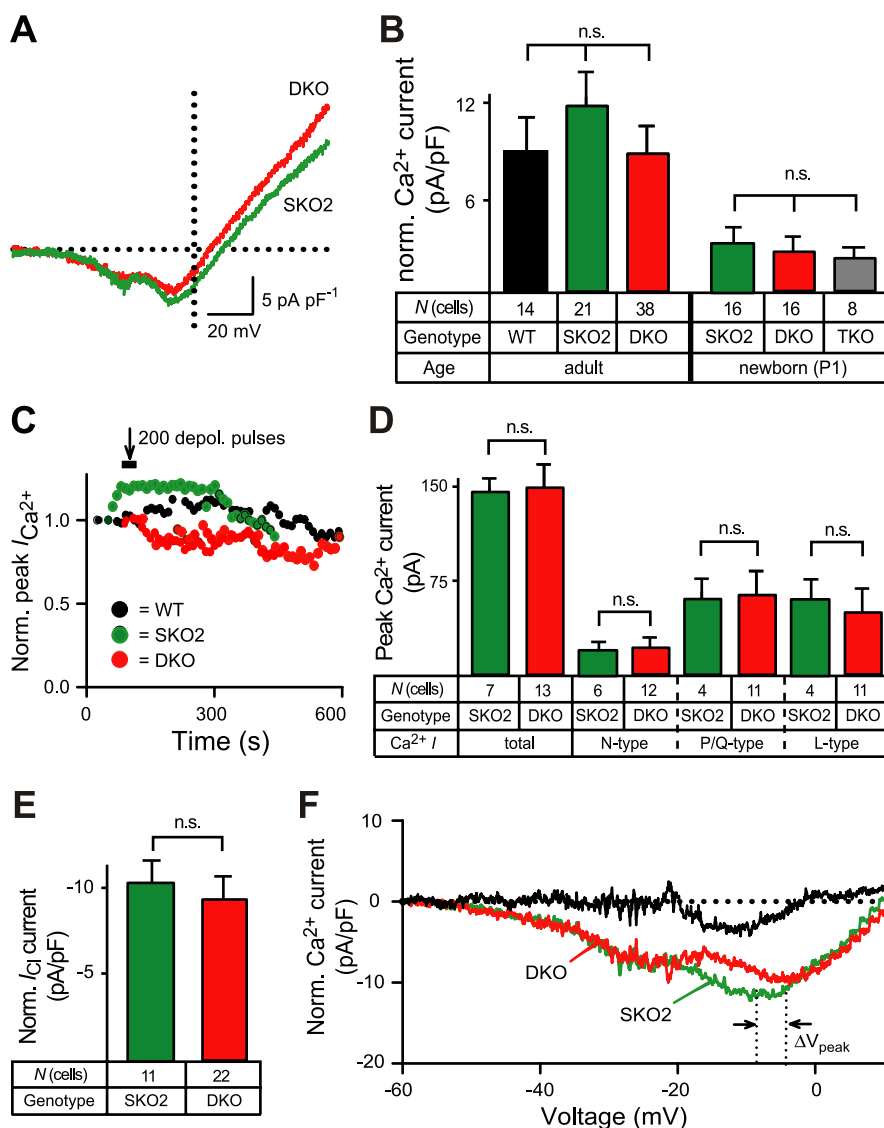 A
DKO
SKO2
5 pA pF-1
20 mV
B
n.s.
n.s.
norm. Ca2+ current
(pA/pF)
12
6
N (cells) 14 21 38 16 16 8
Genotype WT SKO2 DKO SKO2 DKO TKO
Age adult newborn (P1)
C
200 depol. pulses
Norm. peak ICa2+
1.0
0.5
0.0
= WT
= SKO2
= DKO
0 300 600
Time (s)
D
n.s.
n.s.
n.s.
n.s.
Peak Ca2+ current
(pA)
150
75
N (cells) 7 13 6 12 4 11 4 11
Genotype SKO2 DKO SKO2 DKO SKO2 DKO SKO2 DKO
Ca2+ I total N-type P/Q-type L-type
E
n.s.
Norm. ICl current
(pA/pF)
-10
-5
N (cells) 11 22
Genotype SKO2 DKO
F
Norm. Ca2+ current
(pA/pF)
10
0
-10
-20
DKO
SKO2
ΔVpeak
-60 -40 -20 0
Voltage (mV)